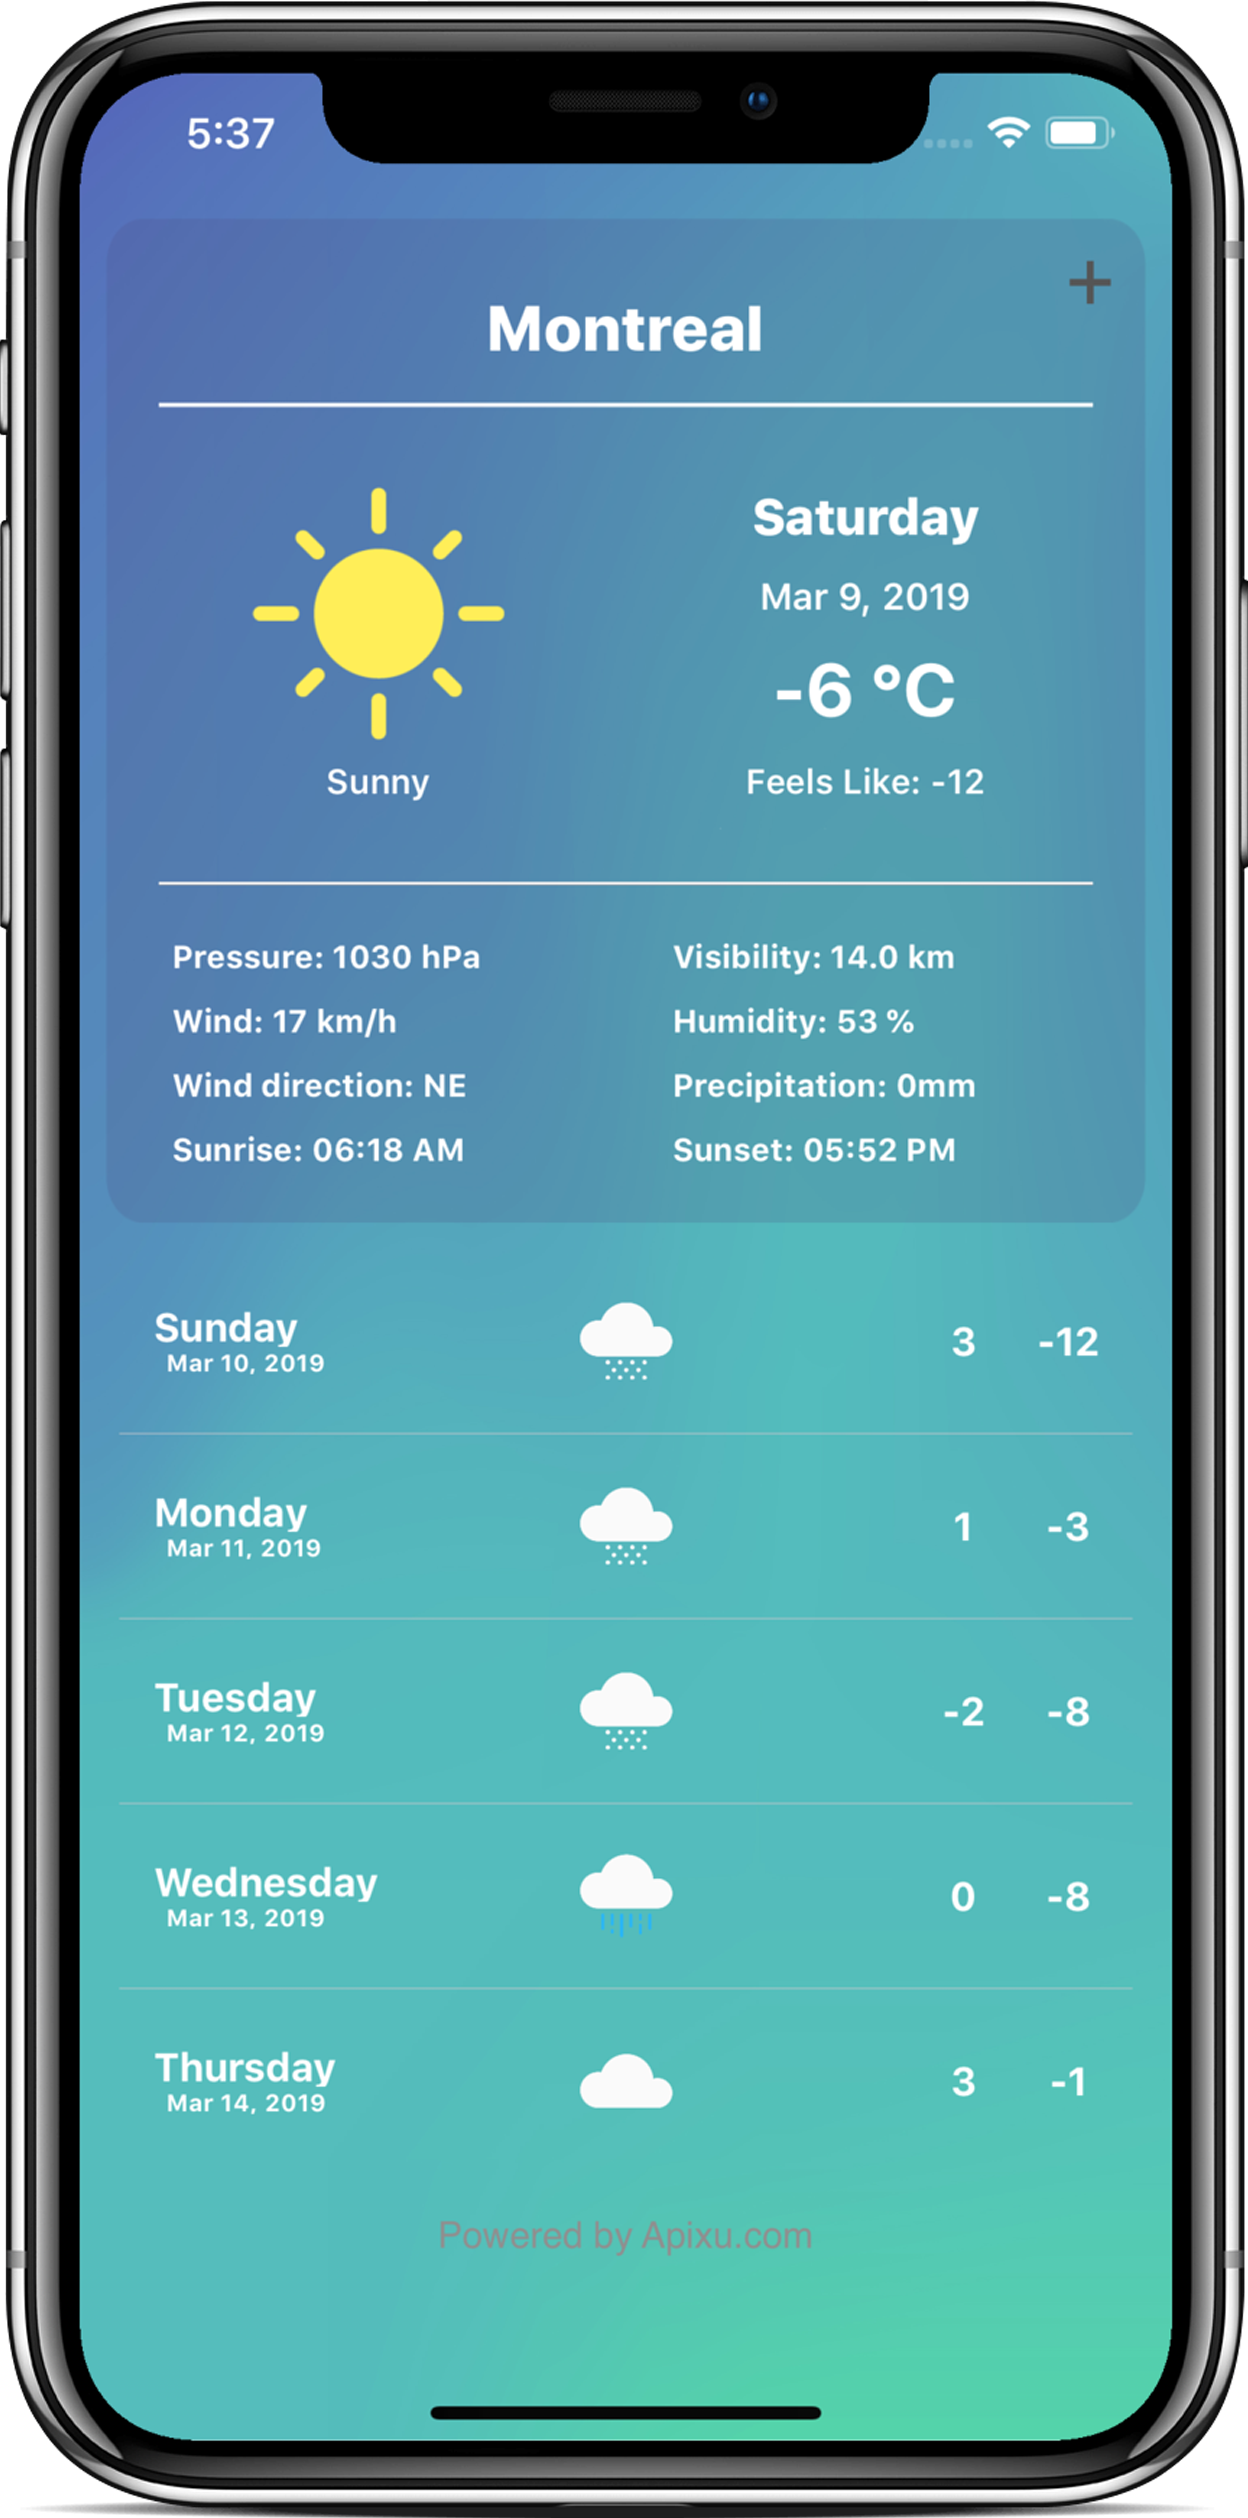 5:37
+
Montreal
Saturday
Mar 9, 2019
-6 °C
Sunny
Feels Like: -12
Pressure: 1030 hPa
Visibility: 14.0 km
Wind: 17 km/h
Humidity: 53 %
Wind direction: NE
Precipitation: 0mm
Sunrise: 06:18 AM
Sunset: 05:52 PM
Sunday
3 -12
Mar 10, 2019
Monday
1 -3
Mar 11, 2019
Tuesday
-2 -8
Mar 12, 2019
Wednesday
0 -8
Mar 13, 2019
Thursday
3 -1
Mar 14, 2019
Powered by Apixu.com